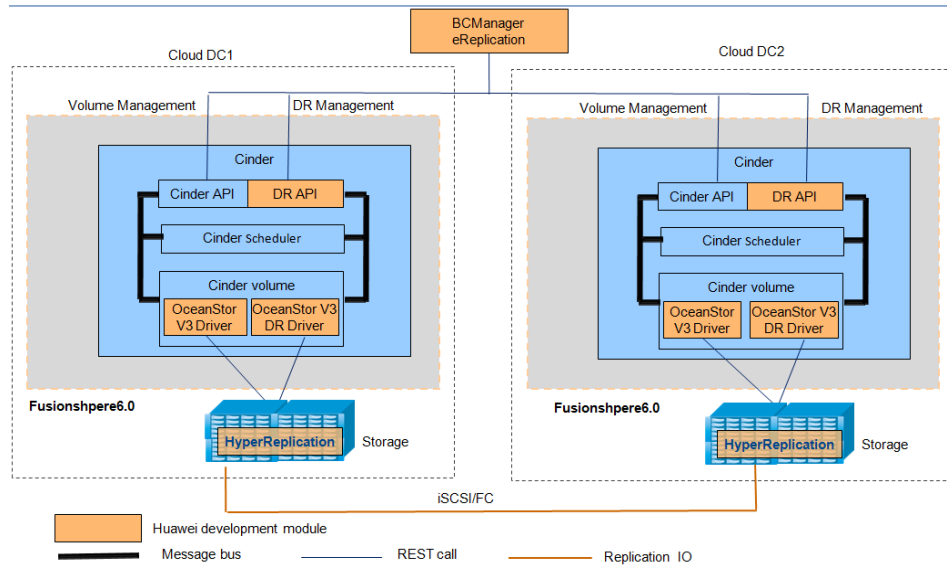 BCManager
eReplication
Cloud DC1
Cloud DC2
Volume Management
DR Management
Volume Management
DR Management
Cinder
Cinder API
DR API
Cinder Scheduler
Cinder volume
OceanStor
V3 Driver
OceanStor V3
DR Driver
Cinder
Cinder API
DR API
Cinder Scheduler
Cinder volume
OceanStor
V3 Driver
OceanStor V3
DR Driver
Fusionshpere6.0
HyperReplication
Storage
Fusionshpere6.0
HyperReplication
Storage
iSCSI/FC
Huawei development module
Message bus
REST call
Replication IO